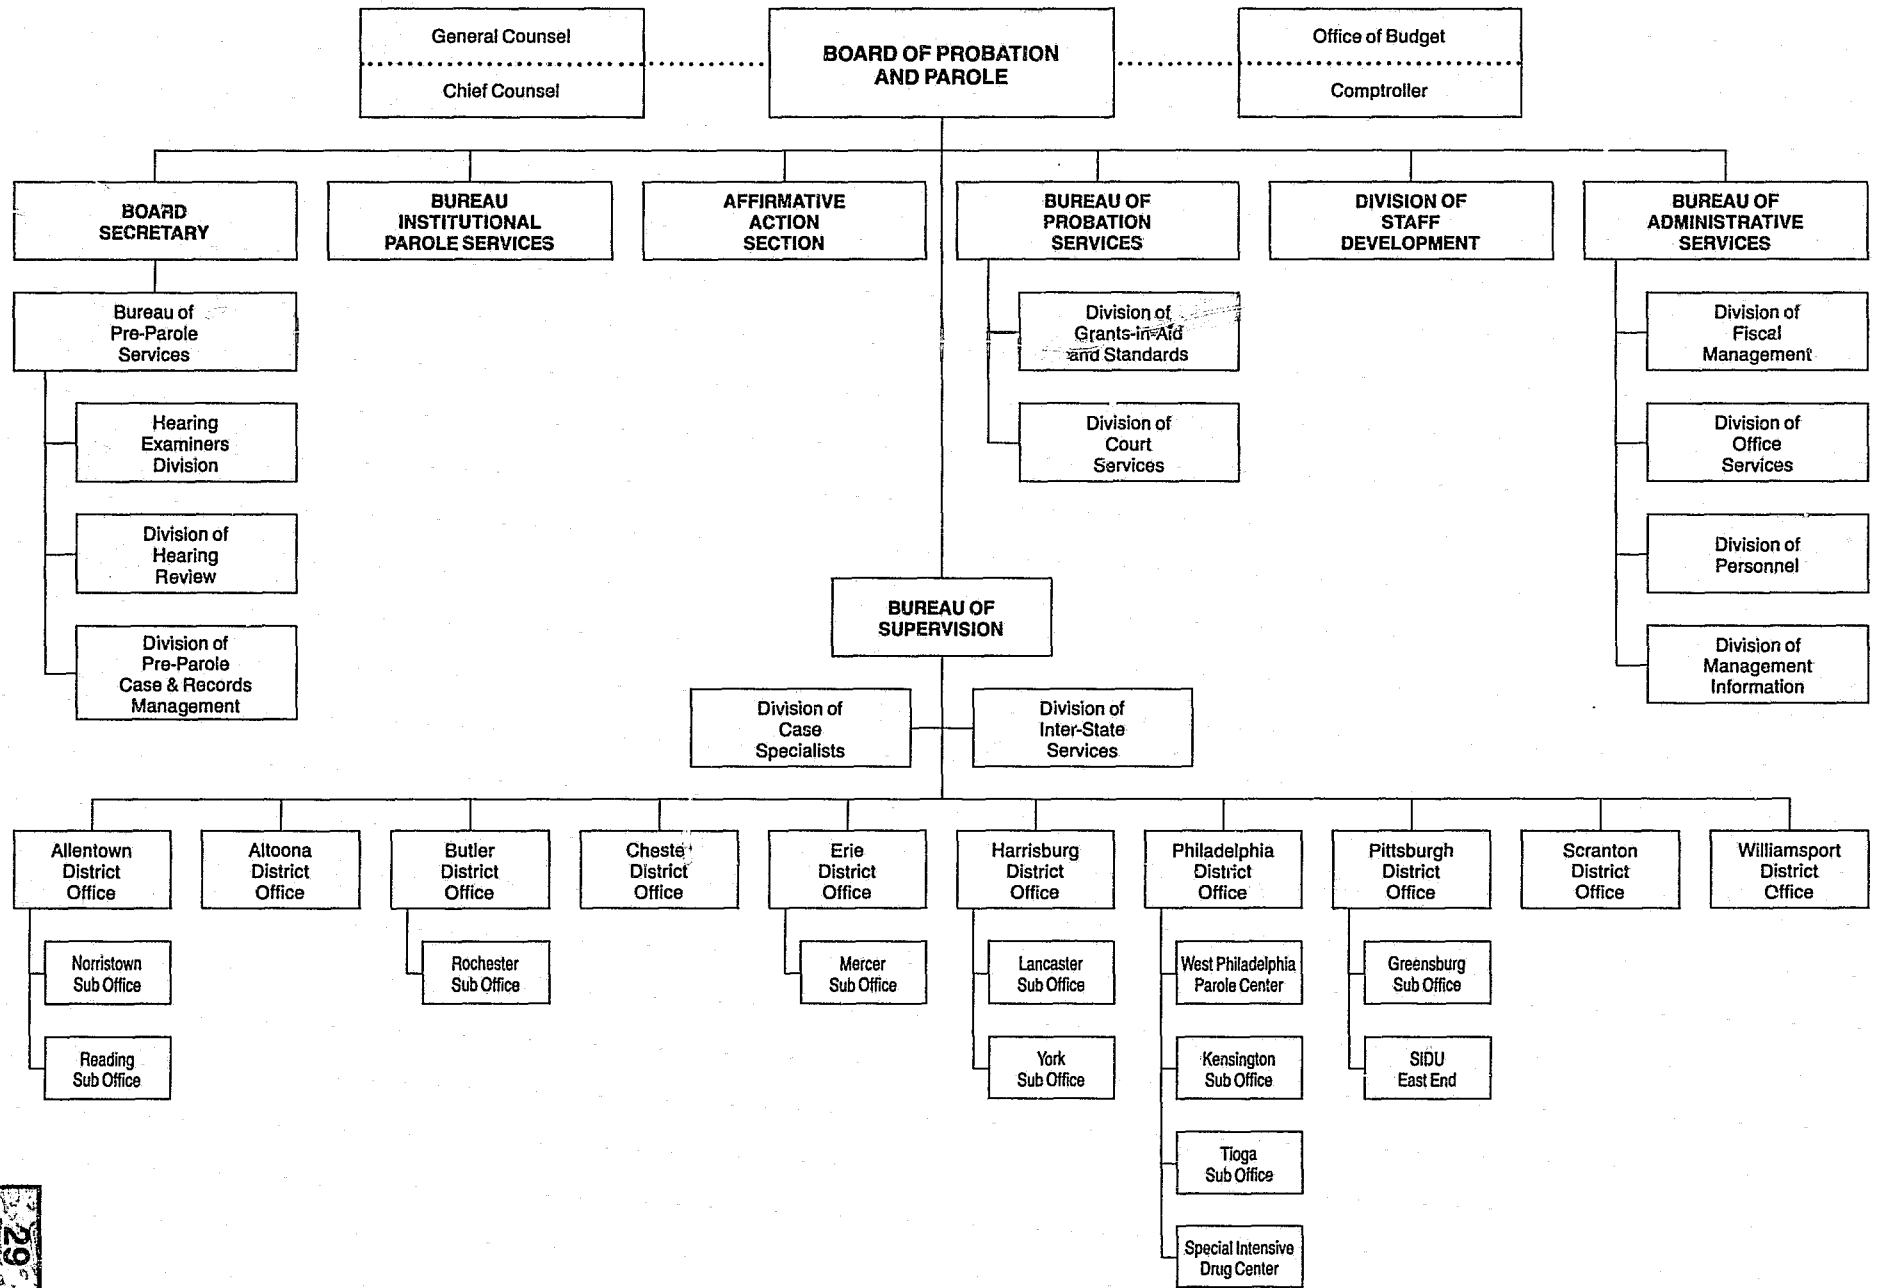 General Counsel
Chief Counsel
BOARD OF PROBATION
AND PAROLE
Office of Budget
Comptroller
BOARD
SECRETARY
BUREAU
INSTITUTIONAL
PAROLE SERVICES
AFFIRMATIVE
ACTION
SECTION
BUREAU OF
PROBATION
SERVICES
DIVISION OF
STAFF
DEVELOPMENT
BUREAU OF
ADMINISTRATIVE
SERVICES
Bureau of
Pre-Parole
Services
Hearing
Examiners
Division
Division of
Hearing
Review
Division of
Pre-Parole
Case & Records
Management
Division of
Grants-in-Aid
and Standards
Division of
Court
Services
Division of
Fiscal
Management
Division of
Office
Services
Division of
Personnel
Division of
Management
Information
BUREAU OF
SUPERVISION
Division of
Case
Specialists
Division of
Inter-State
Services
Allentown
District
Office
Norristown
Sub Office
Reading
Sub Office
Altoona
District
Office
Butler
District
Office
Rochester
Sub Office
Chester
District
Office
Erie
District
Office
Mercer
Sub Office
Harrisburg
District
Office
Lancaster
Sub Office
York
Sub Office
Philadelphia
District
Office
West Philadelphia
Parole Center
Kensington
Sub Office
Tioga
Sub Office
Special Intensive
Drug Center
Pittsburgh
District
Office
Greensburg
Sub Office
SIDU
East End
Scranton
District
Office
Williamsport
District
Office
29